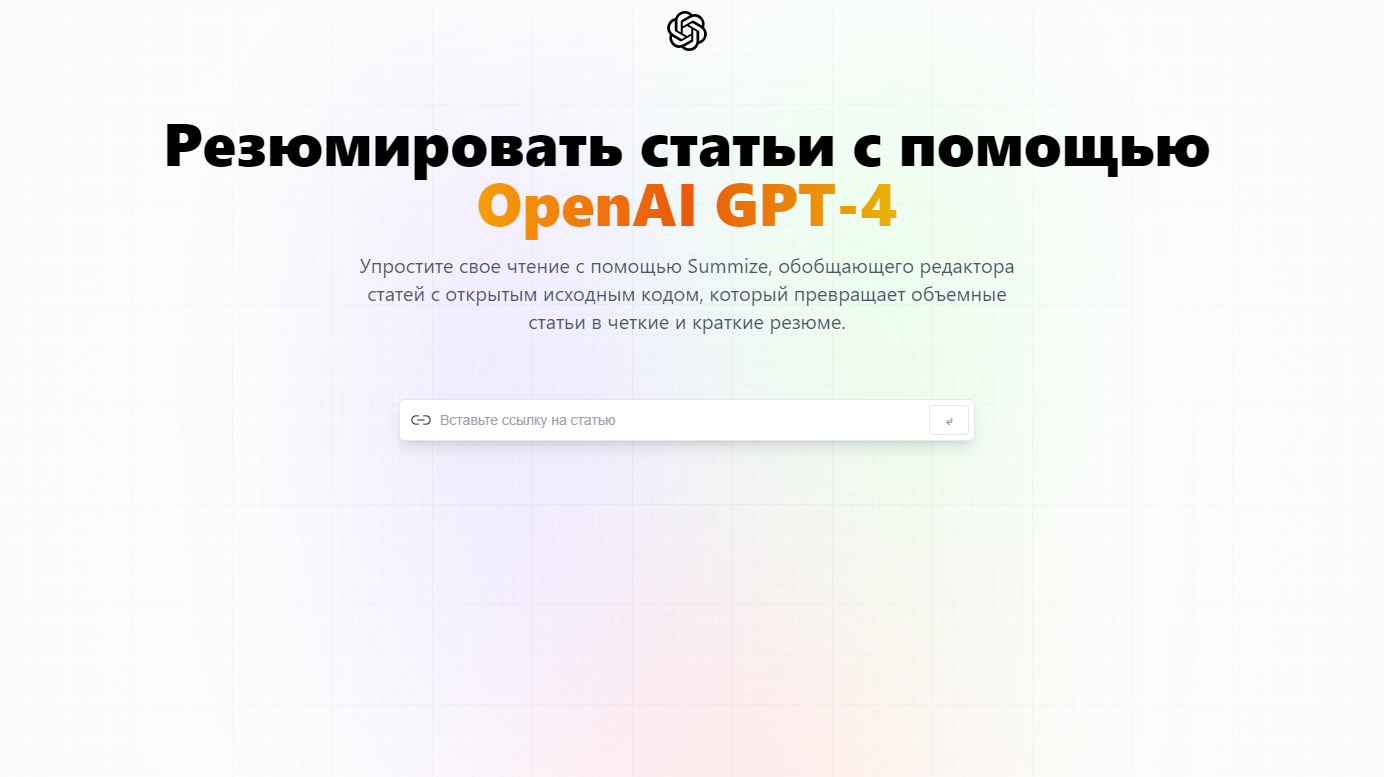 Резюмировать статьи с помощью
OpenAI GPT-4
Упростите свое чтение с помощью Summize, обобщающего редактора
статей с открытым исходным кодом, который превращает объемные
статьи в четкие и краткие резюме.
Вставьте ссылку на статью